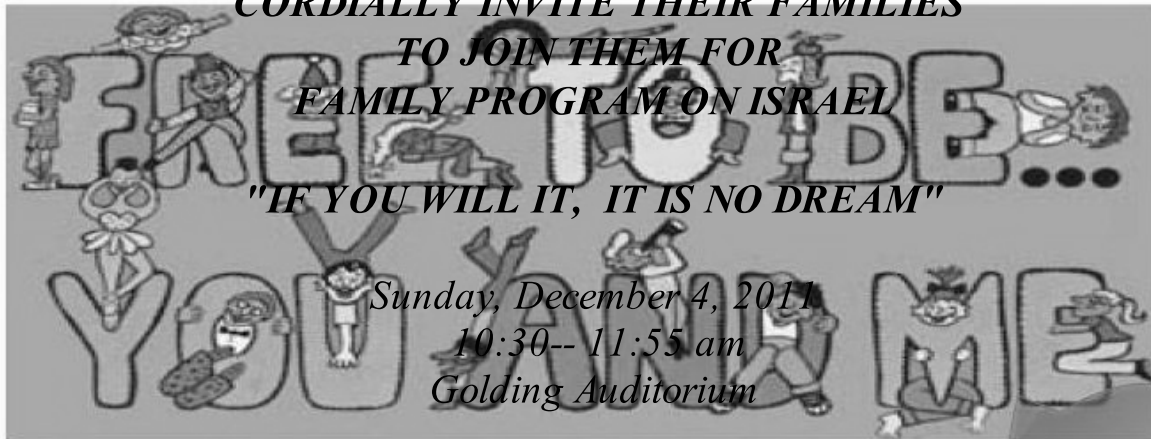 CORDIALLY INVITE THEIR FAMILIES
TO JOIN THEM FOR
FREE TO BE...
FAMILY PROGRAM ON ISRAEL
"IF YOU WILL IT, IT IS NO DREAM"
YOU AND ME
Sunday, December 4, 2011
10:30-- 11:55 am
Golding Auditorium